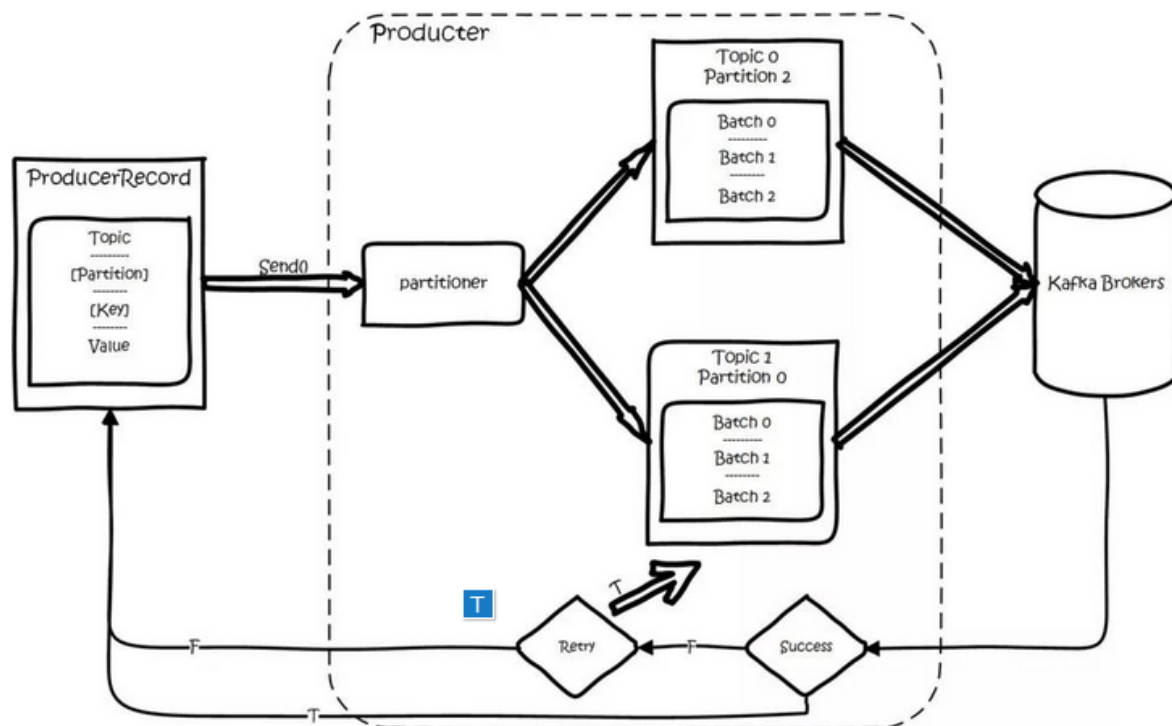 Producter
Topic 0
Partition 2
Batch 0
---------
Batch 1
--------
Batch 2
ProducerRecord
Topic
---------
[Partition]
--------
[Key]
--------
Value
Send()
partitioner
Kafka Brokers
Topic 1
Partition 0
Batch 0
---------
Batch 1
--------
Batch 2
T
T
F
Retry
F
Success
T